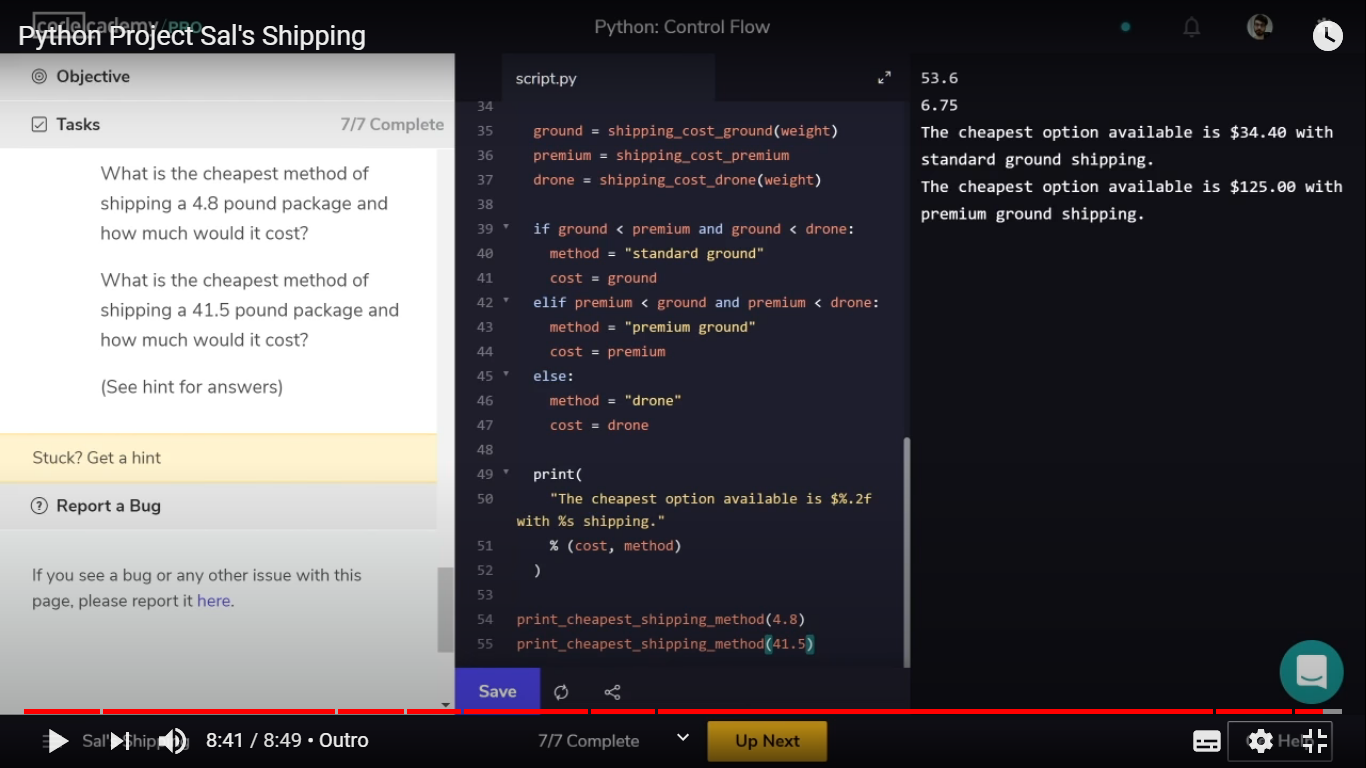 codecademy/PRO
Python Project Sal's Shipping
Python: Control Flow
Objective
Tasks
7/7 Complete
What is the cheapest method of
shipping a 4.8 pound package and
how much would it cost?
What is the cheapest method of
shipping a 41.5 pound package and
how much would it cost?
(See hint for answers)
Stuck? Get a hint
Report a Bug
If you see a bug or any other issue with this
page, please report it here.
script.py
34
35 ground = shipping_cost_ground(weight)
36 premium = shipping_cost_premium
37 drone = shipping_cost_drone(weight)
38
39 if ground < premium and ground < drone:
40 method = "standard ground"
41 cost = ground
42 elif premium < ground and premium < drone:
43 method = "premium ground"
44 cost = premium
45 else:
46 method = "drone"
47 cost = drone
48
49 print(
50 "The cheapest option available is $%.2f
with %s shipping."
51 % (cost, method)
52 )
53
54 print_cheapest_shipping_method(4.8)
55 print_cheapest_shipping_method(41.5)
Save
53.6
6.75
The cheapest option available is $34.40 with
standard ground shipping.
The cheapest option available is $125.00 with
premium ground shipping.
Sal's Shipping
8:41 / 8:49 • Outro
7/7 Complete
Up Next
Help